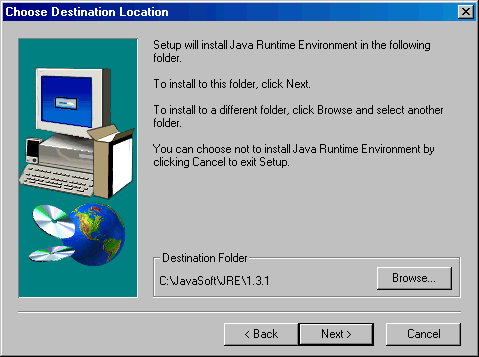 Choose Destination Location
Setup will install Java Runtime Environment in the following
folder.
To install to this folder, click Next.
To install to a different folder, click Browse and select another
folder.
You can choose not to install Java Runtime Environment by
clicking Cancel to exit Setup.
Destination Folder
C:\JavaSoft\JRE\1.3.1
Browse...
< Back
Next >
Cancel